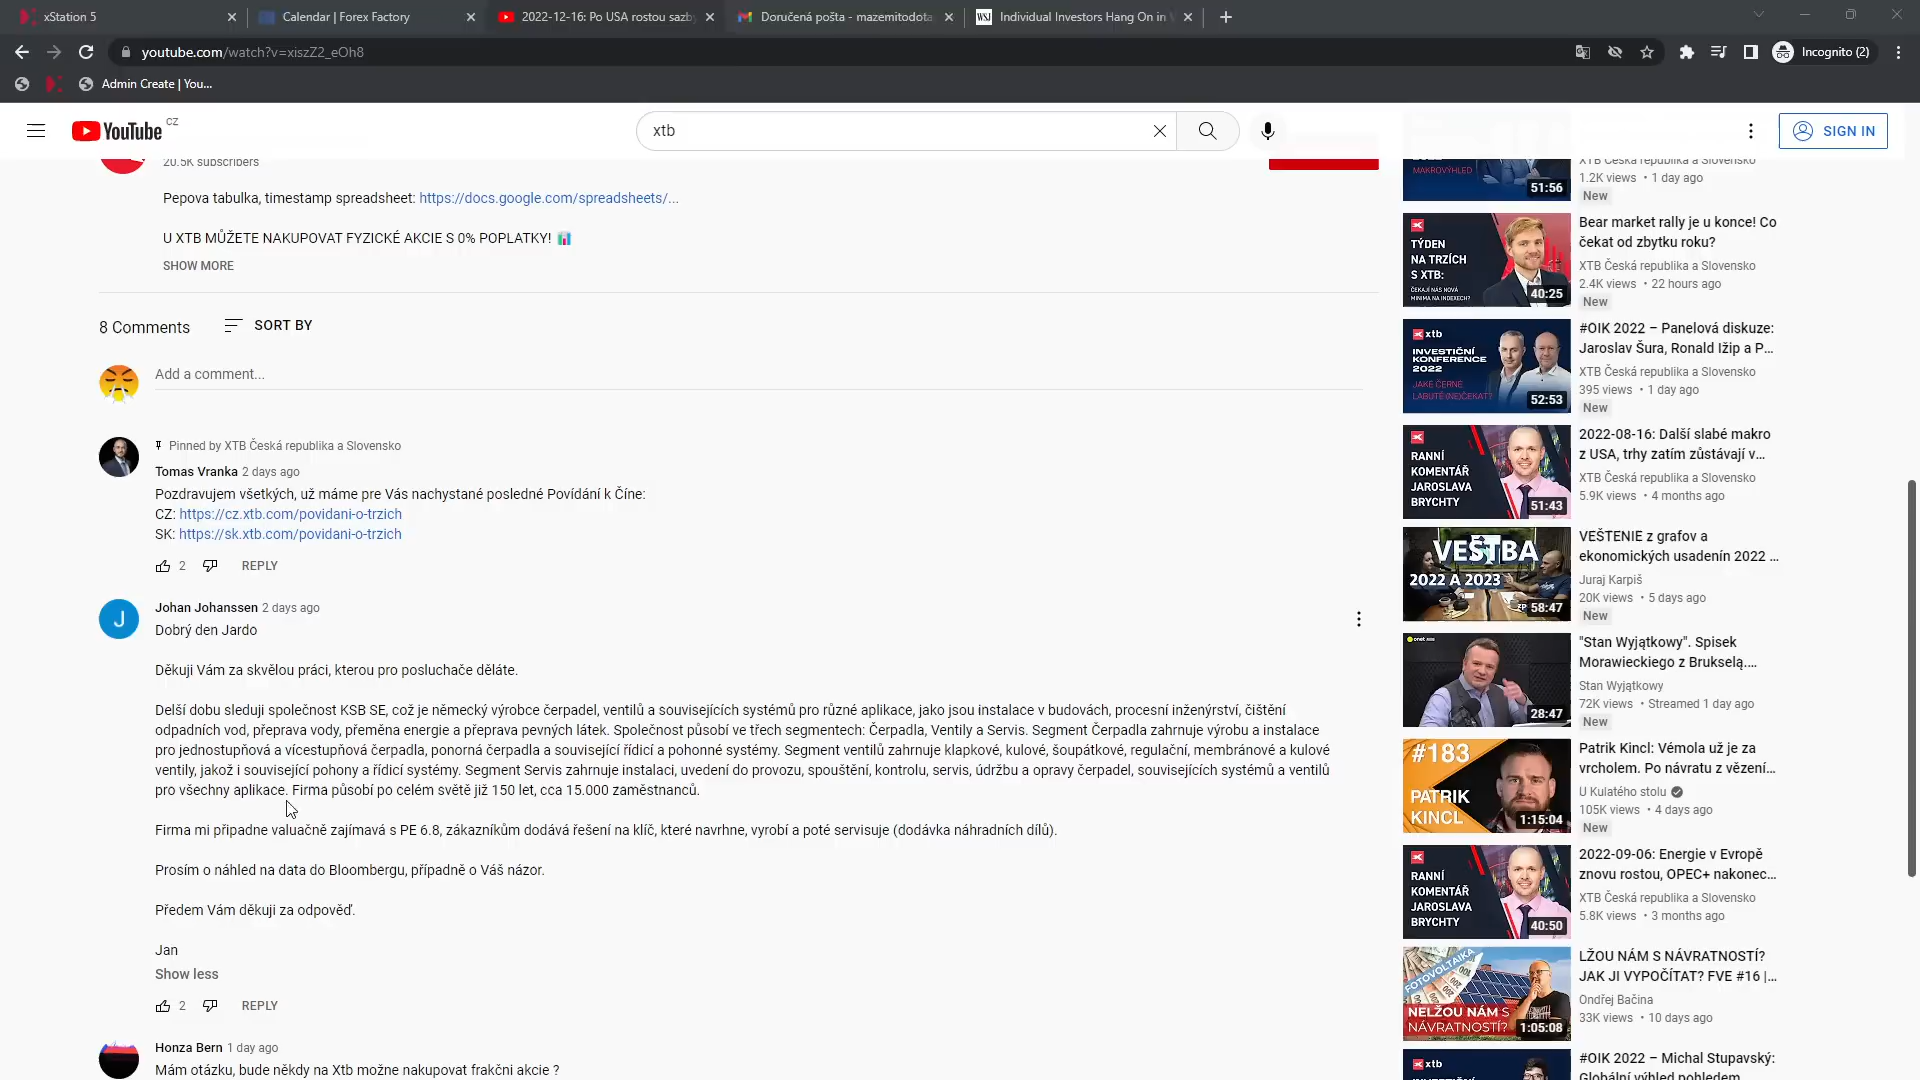 xStation 5
Calendar | Forex Factory
2022-12-16: Po USA rostou sazb
Doručená pošta - mazemitodota
WSJ
Individual Investors Hang On in
youtube.com/watch?v=xiszZ2_eOh8
Incognito (2)
Admin Create | You...
YouTube CZ
xtb
SIGN IN
20.5K subscribers
Pepova tabulka, timestamp spreadsheet: https://docs.google.com/spreadsheets/...
U XTB MŮŽETE NAKUPOVAT FYZICKÉ AKCIE S 0% POPLATKY!
SHOW MORE
8 Comments
SORT BY
Add a comment...
Pinned by XTB Česká republika a Slovensko
Tomas Vranka 2 days ago
Pozdravujem všetkých, už máme pre Vás nachystané posledné Povídání k Číne:
CZ: https://cz.xtb.com/povidani-o-trzich
SK: https://sk.xtb.com/povidani-o-trzich
2
REPLY
J
Johan Johanssen 2 days ago
Dobrý den Jardo
Děkuji Vám za skvělou práci, kterou pro posluchače děláte.
Delší dobu sleduji společnost KSB SE, což je německý výrobce čerpadel, ventilů a souvisejících systémů pro různé aplikace, jako jsou instalace v budovách, procesní inženýrství, čištění
odpadních vod, přeprava vody, přeměna energie a přeprava pevných látek. Společnost působí ve třech segmentech: Čerpadla, Ventily a Servis. Segment Čerpadla zahrnuje výrobu a instalace
pro jednostupňová a vícestupňová čerpadla, ponorná čerpadla a související řídicí a pohonné systémy. Segment ventilů zahrnuje klapkové, kulové, šoupátkové, regulační, membránové a kulové
ventily, jakož i související pohony a řídicí systémy. Segment Servis zahrnuje instalaci, uvedení do provozu, spouštění, kontrolu, servis, údržbu a opravy čerpadel, souvisejících systémů a ventilů
pro všechny aplikace. Firma působí po celém světě již 150 let, cca 15.000 zaměstnanců.
Firma mi připadne valuačně zajímavá s PE 6.8, zákazníkům dodává řešení na klíč, které navrhne, vyrobí a poté servisuje (dodávka náhradních dílů).
Prosím o náhled na data do Bloombergu, případně o Váš názor.
Předem Vám děkuji za odpověď.
Jan
Show less
2
REPLY
Honza Bern 1 day ago
Mám otázku, bude někdy na Xtb možne nakupovat frakčni akcie ?
MAKROVÝHLED
51:56
XTB Česká republika a Slovensko
1.2K views • 1 day ago
New
TÝDEN
NA TRZÍCH
S XTB:
ČEKAJÍ NÁS NOVÁ
MINIMA NA INDEXECH?
40:25
Bear market rally je u konce! Co
čekat od zbytku roku?
XTB Česká republika a Slovensko
2.4K views • 22 hours ago
New
xtb
INVESTIČNÍ
KONFERENCE
2022
JAKÉ ČERNÉ
LABUTĚ (NE)ČEKAT?
52:53
#OIK 2022 – Panelová diskuze:
Jaroslav Šura, Ronald Ižip a P...
XTB Česká republika a Slovensko
395 views • 1 day ago
New
RANNÍ
KOMENTÁŘ
JAROSLAVA
BRYCHTY
51:43
2022-08-16: Další slabé makro
z USA, trhy zatím zůstávají v...
XTB Česká republika a Slovensko
5.9K views • 4 months ago
VEŠTBA
2022 A 2023
58:47
VEŠTENIE z grafov a
ekonomických usadenín 2022 ...
Juraj Karpiš
20K views • 5 days ago
New
onet
28:47
"Stan Wyjątkowy". Spisek
Morawieckiego z Brukselą....
Stan Wyjątkowy
72K views • Streamed 1 day ago
New
#183
PATRIK
KINCL
1:15:04
Patrik Kincl: Vémola už je za
vrcholem. Po návratu z vězení...
U Kulatého stolu
105K views • 4 days ago
New
RANNÍ
KOMENTÁŘ
JAROSLAVA
BRYCHTY
40:50
2022-09-06: Energie v Evropě
znovu rostou, OPEC+ nakonec...
XTB Česká republika a Slovensko
5.8K views • 3 months ago
FOTOVOLTAIKA
NELŽOU NÁM S
NÁVRATNOSTÍ?
1:05:08
LŽOU NÁM S NÁVRATNOSTÍ?
JAK JI VYPOČÍTAT? FVE #16 |...
Ondřej Bačina
33K views • 10 days ago
xtb
#OIK 2022 – Michal Stupavský:
Globální výhled pohledem